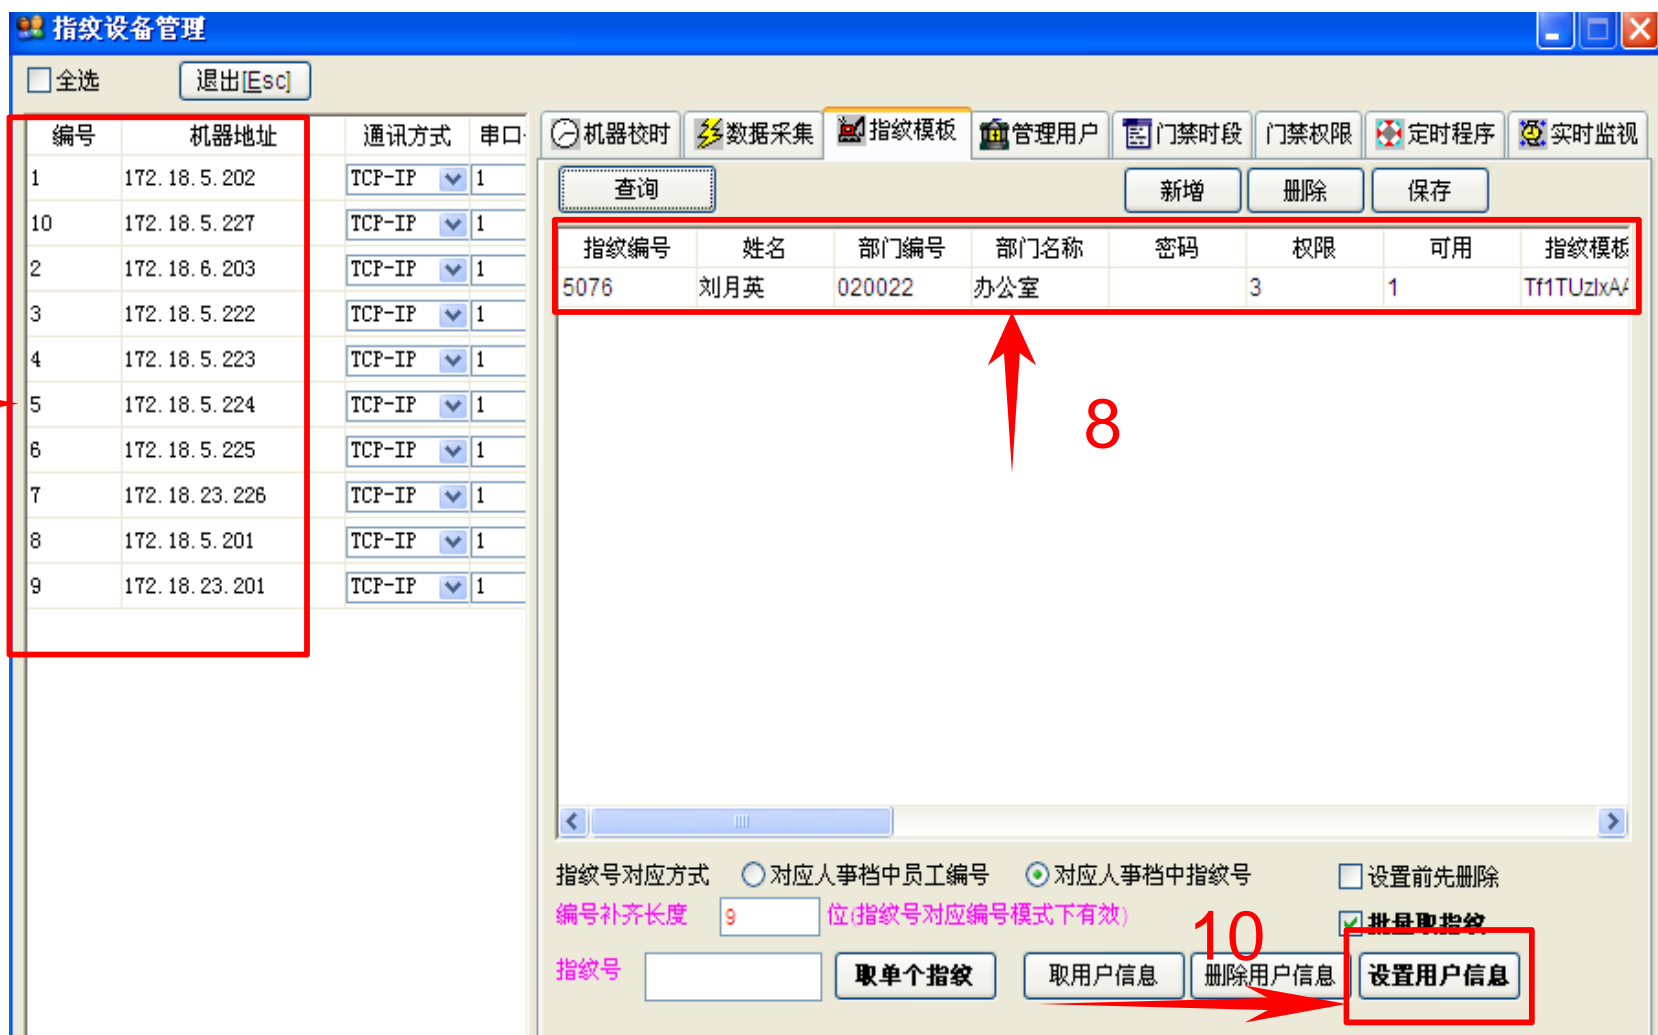 指纹设备管理
全选 退出[Esc]
编号 机器地址 通讯方式 串口
1 172.18.5.202 TCP-IP 1
10 172.18.5.227 TCP-IP 1
2 172.18.6.203 TCP-IP 1
3 172.18.5.222 TCP-IP 1
4 172.18.5.223 TCP-IP 1
5 172.18.5.224 TCP-IP 1
6 172.18.5.225 TCP-IP 1
7 172.18.23.226 TCP-IP 1
8 172.18.5.201 TCP-IP 1
9 172.18.23.201 TCP-IP 1
机器校时 数据采集 指纹模板 管理用户 门禁时段 门禁权限 定时程序 实时监视
查询 新增 删除 保存
指纹编号 姓名 部门编号 部门名称 密码 权限 可用 指纹模板
5076 刘月英 020022 办公室 3 1 Tf1TUzIxAA
8
指纹号对应方式 对应人事档中员工编号 对应人事档中指纹号 设置前先删除
编号补齐长度 9 位(指纹号对应编号模式下有效) 批量取指纹
10
指纹号 取单个指纹 取用户信息 删除用户信息 设置用户信息